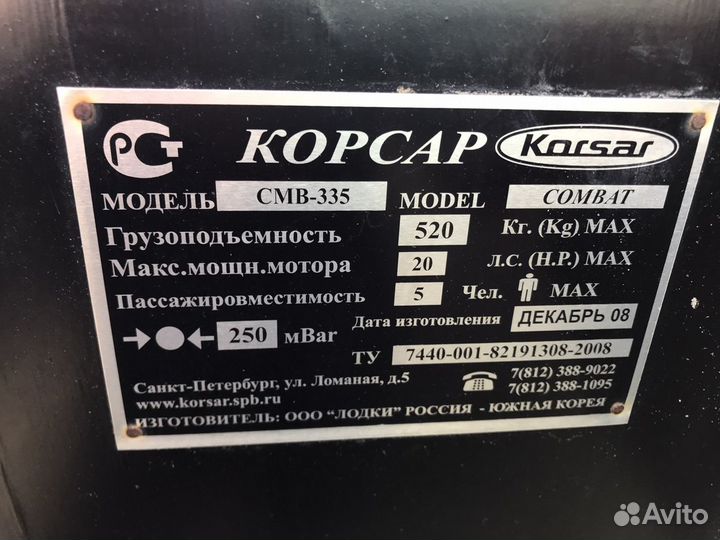 РСТ КОРСАР Korsar
МОДЕЛЬ СМВ-335 MODEL COMBAT
Грузоподъемность 520 Кг. (Kg) MAX
Макс.мощн.мотора 20 Л.С. (H.P.) MAX
Пассажировместимость 5 Чел. MAX
250 мBar Дата изготовления ДЕКАБРЬ 08
ТУ 7440-001-82191308-2008
Санкт-Петербург, ул. Ломаная, д.5 7(812) 388-9022
www.korsar.spb.ru 7(812) 388-1095
ИЗГОТОВИТЕЛЬ: ООО "ЛОДКИ" РОССИЯ - ЮЖНАЯ КОРЕЯ
Avito